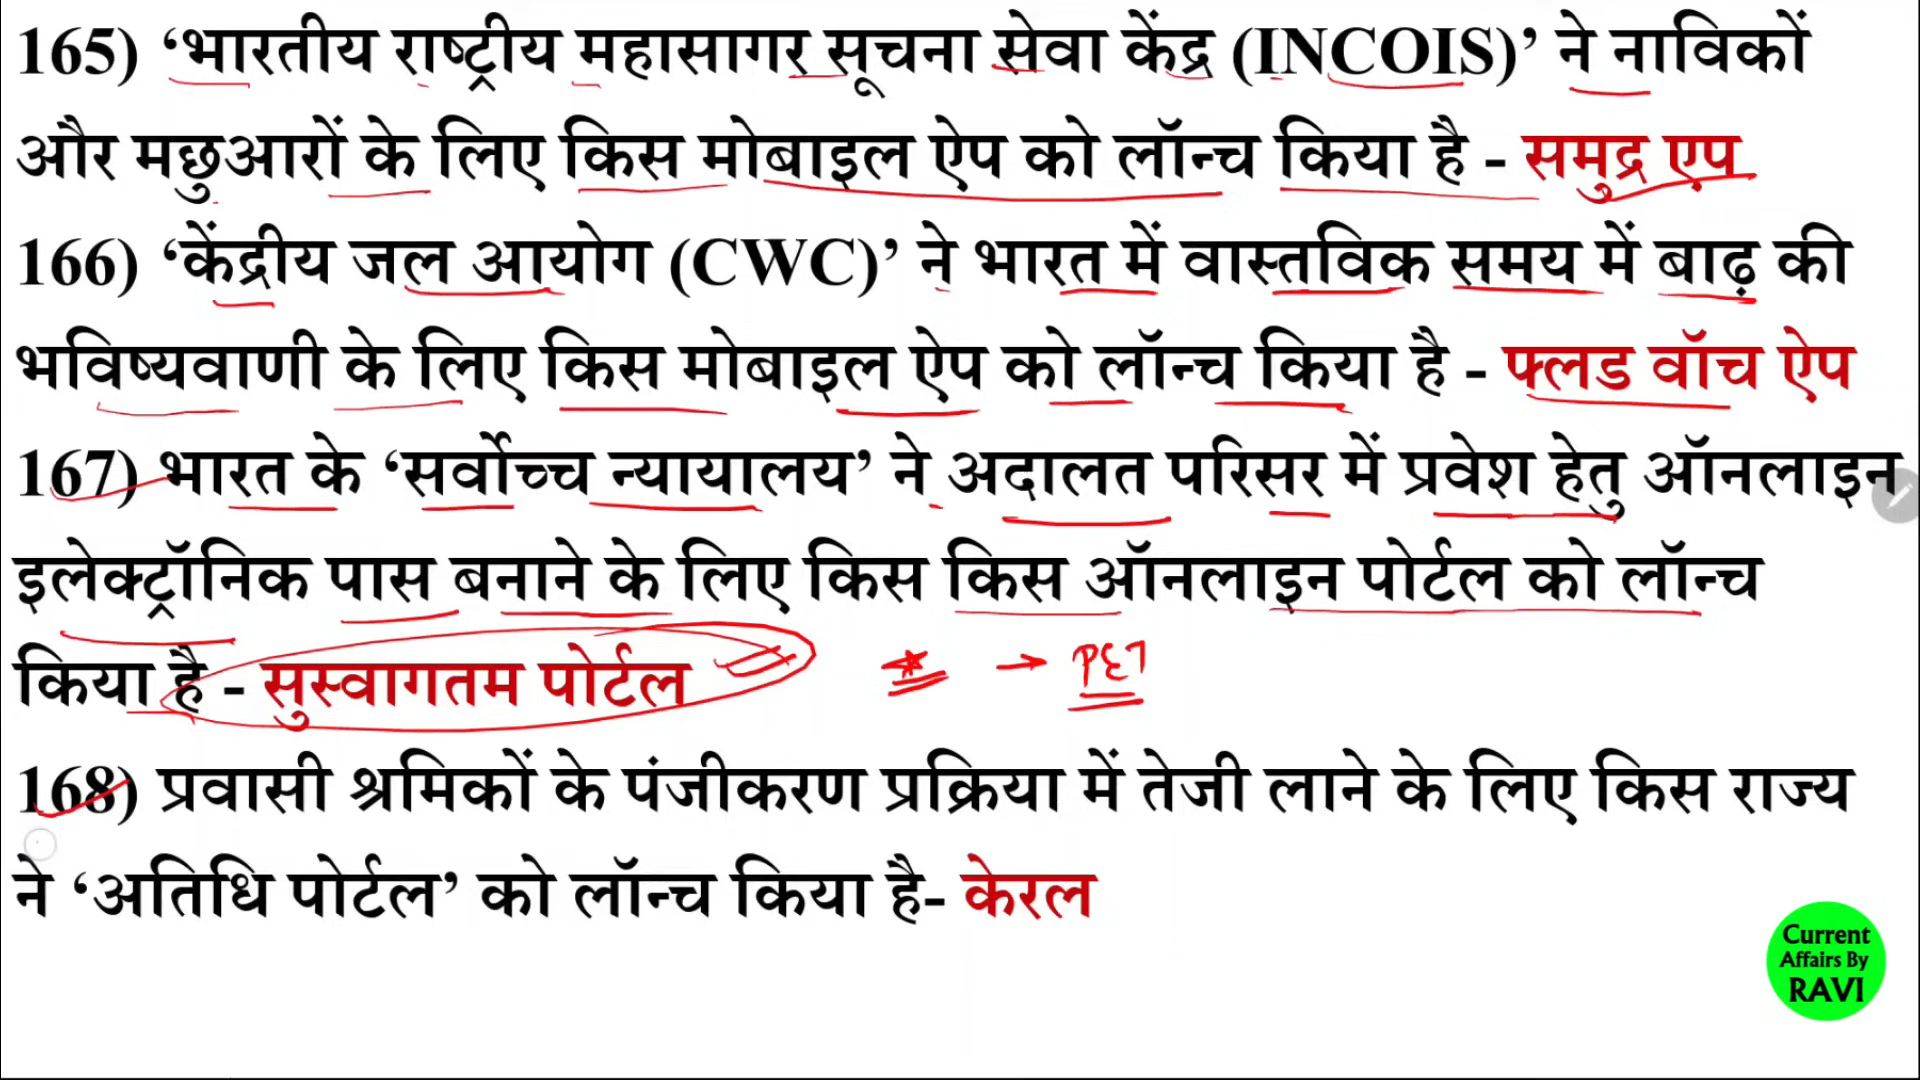 165) ‘भारतीय राष्ट्रीय महासागर सूचना सेवा केंद्र (INCOIS)’ ने नाविकों
और मछुआरों के लिए किस मोबाइल ऐप को लॉन्च किया है - समुद्र एप
166) ‘केंद्रीय जल आयोग (CWC)’ ने भारत में वास्तविक समय में बाढ़ की
भविष्यवाणी के लिए किस मोबाइल ऐप को लॉन्च किया है - फ्लड वॉच ऐप
167) भारत के ‘सर्वोच्च न्यायालय’ ने अदालत परिसर में प्रवेश हेतु ऑनलाइन
इलेक्ट्रॉनिक पास बनाने के लिए किस किस ऑनलाइन पोर्टल को लॉन्च
किया है - सुस्वागतम पोर्टल PET
168) प्रवासी श्रमिकों के पंजीकरण प्रक्रिया में तेजी लाने के लिए किस राज्य
ने ‘अतिधि पोर्टल’ को लॉन्च किया है- केरल
Current
Affairs By
RAVI